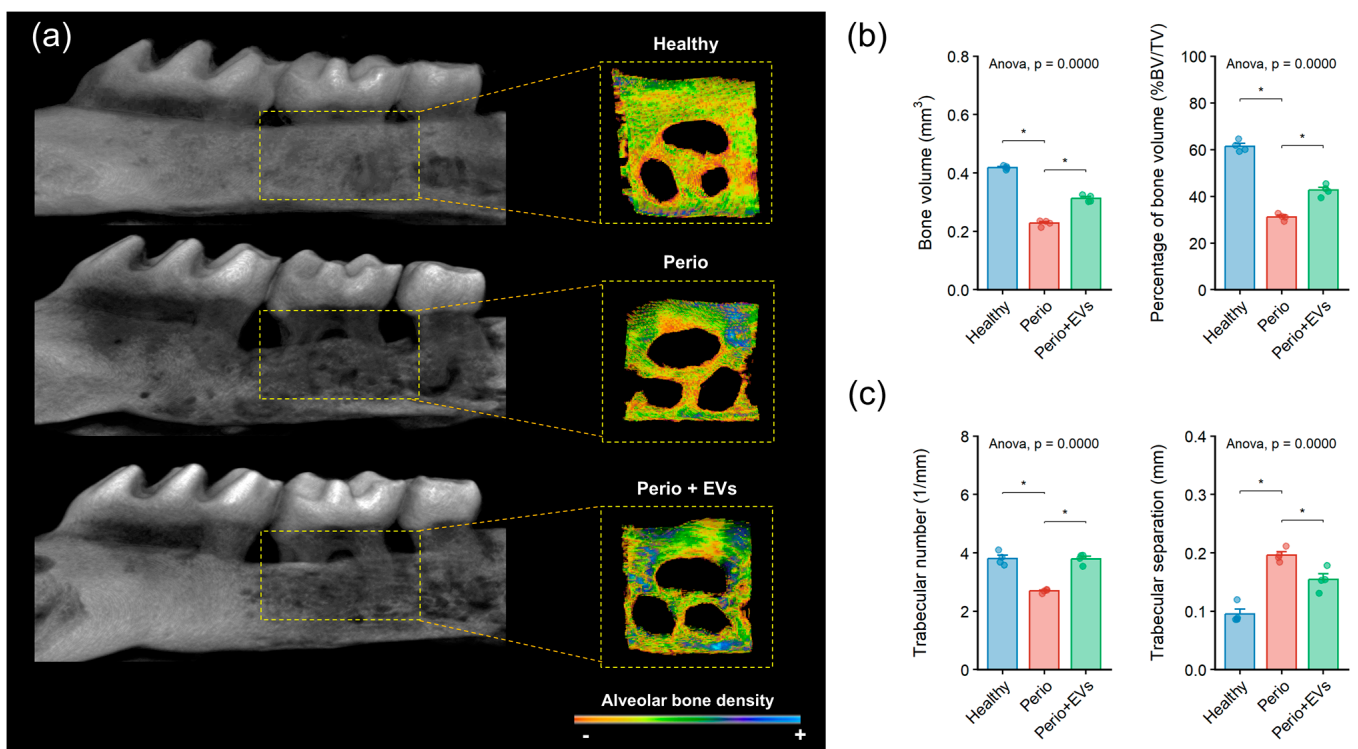 (a)
Healthy
Perio
Perio + EVs
Alveolar bone density
- +
(b)
Bone volume (mm³)
0.8
0.6
0.4
0.2
0.0
Anova, p = 0.0000
*
*
Healthy
Perio
Perio+EVs
Percentage of bone volume (%BV/TV)
100
80
60
40
20
0
Anova, p = 0.0000
*
*
Healthy
Perio
Perio+EVs
(c)
Trabecular number (1/mm)
8
6
4
2
0
Anova, p = 0.0000
*
*
Healthy
Perio
Perio+EVs
Trabecular separation (mm)
0.4
0.3
0.2
0.1
0.0
Anova, p = 0.0000
*
*
Healthy
Perio
Perio+EVs